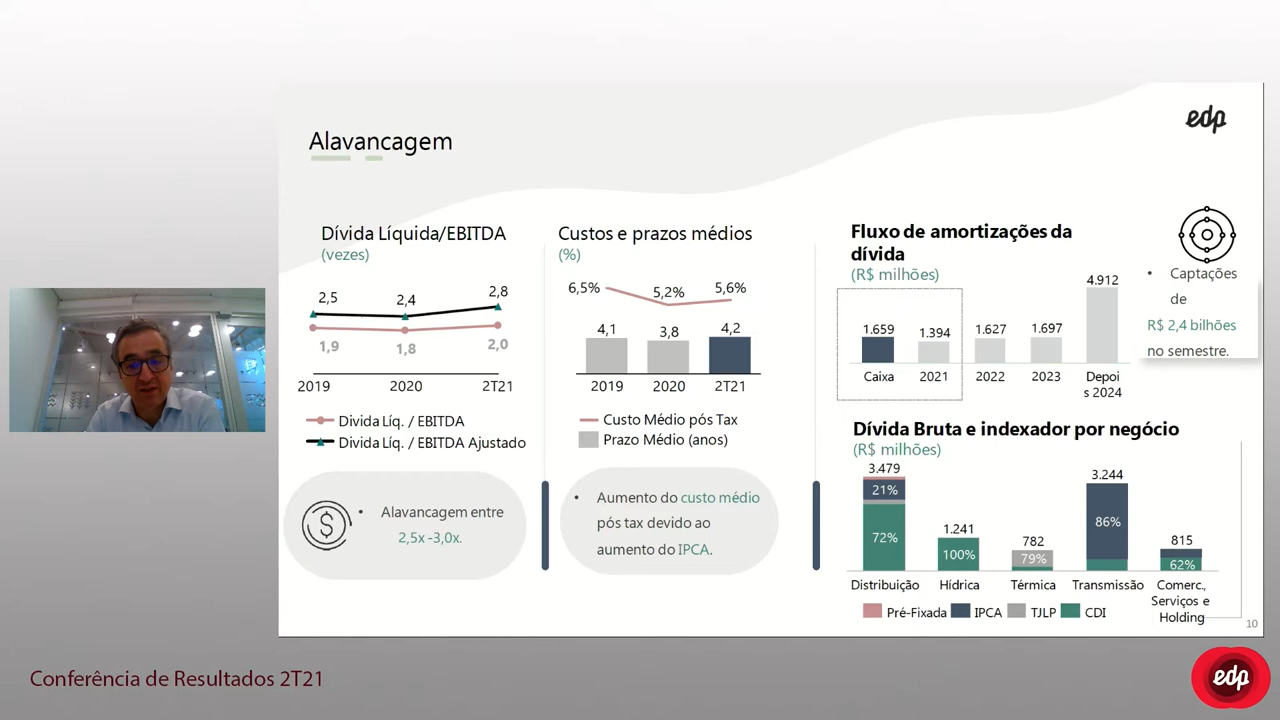 edp
Alavancagem
Dívida Líquida/EBITDA
(vezes)
2,5
2,4
2,8
1,9
1,8
2,0
2019
2020
2T21
Divida Líq. / EBITDA
Divida Líq. / EBITDA Ajustado
• Alavancagem entre
2,5x -3,0x.
Custos e prazos médios
(%)
6,5%
5,2%
5,6%
4,1
3,8
4,2
2019
2020
2T21
Custo Médio pós Tax
Prazo Médio (anos)
• Aumento do custo médio
pós tax devido ao
aumento do IPCA.
Fluxo de amortizações da
dívida
(R$ milhões)
1.659
1.394
1.627
1.697
4.912
Caixa
2021
2022
2023
Depoi
s 2024
• Captações
de
R$ 2,4 bilhões
no semestre.
Dívida Bruta e indexador por negócio
(R$ milhões)
3.479
1.241
782
3.244
815
21%
72%
100%
79%
86%
62%
Distribuição
Hídrica
Térmica
Transmissão
Comerc.,
Serviços e
Holding
Pré-Fixada
IPCA
TJLP
CDI
10
Conferência de Resultados 2T21
edp